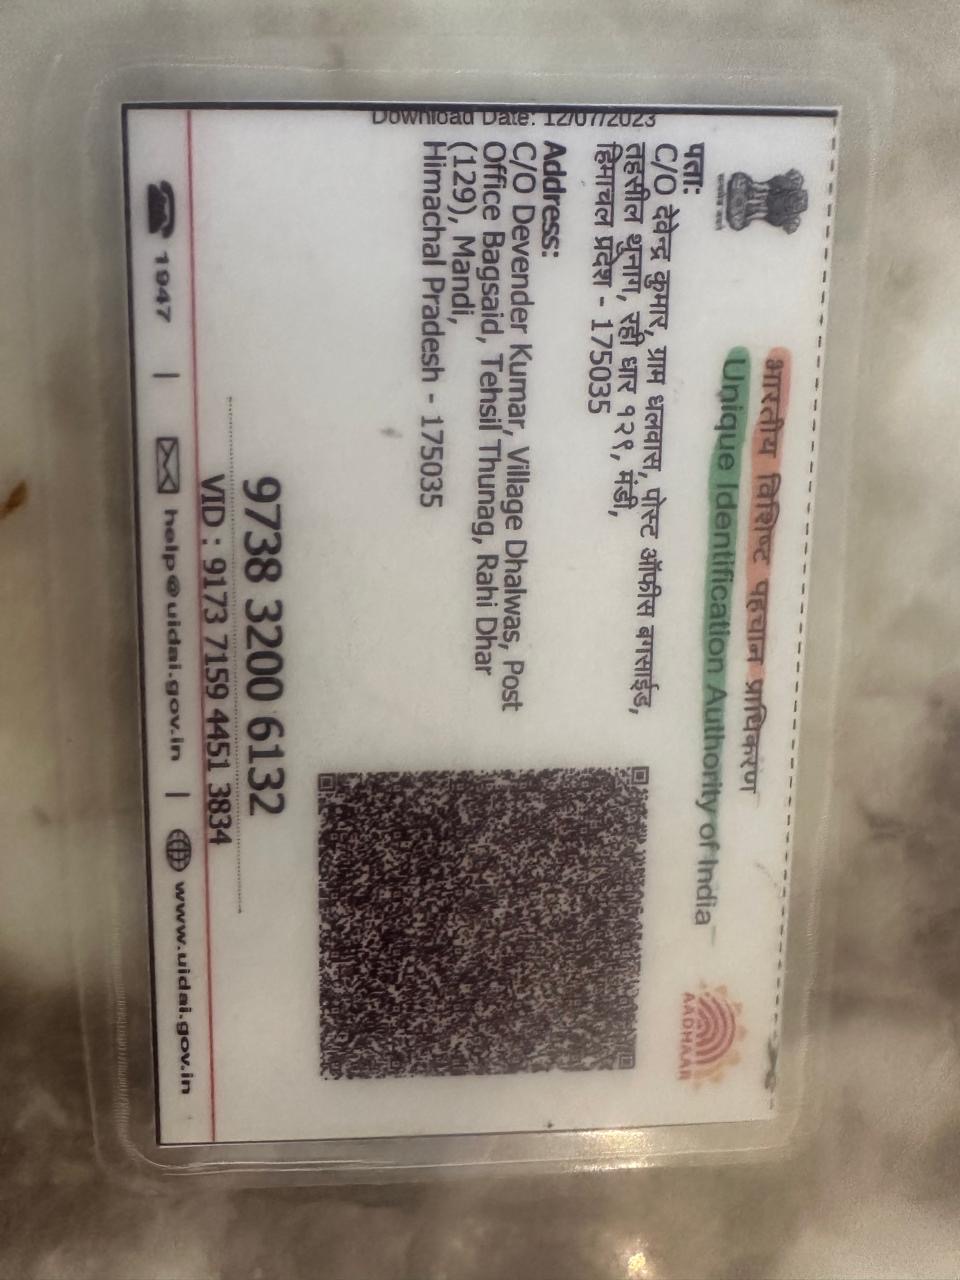 भारतीय विशिष्ट पहचान प्राधिकरण
Unique Identification Authority of India
AADHAAR
पता:
C/O देवेन्द्र कुमार, ग्राम धलवास, पोस्ट ऑफीस बगसाईड,
तहसील थुनाग, रही धार १२९, मंडी,
हिमाचल प्रदेश - 175035
Address:
C/O Devender Kumar, Village Dhalwas, Post
Office Bagsaid, Tehsil Thunag, Rahi Dhar
(129), Mandi,
Himachal Pradesh - 175035
Download Date: 12/07/2023
9738 3200 6132
VID : 9173 7159 4451 3834
1947 | help@uidai.gov.in | www.uidai.gov.in